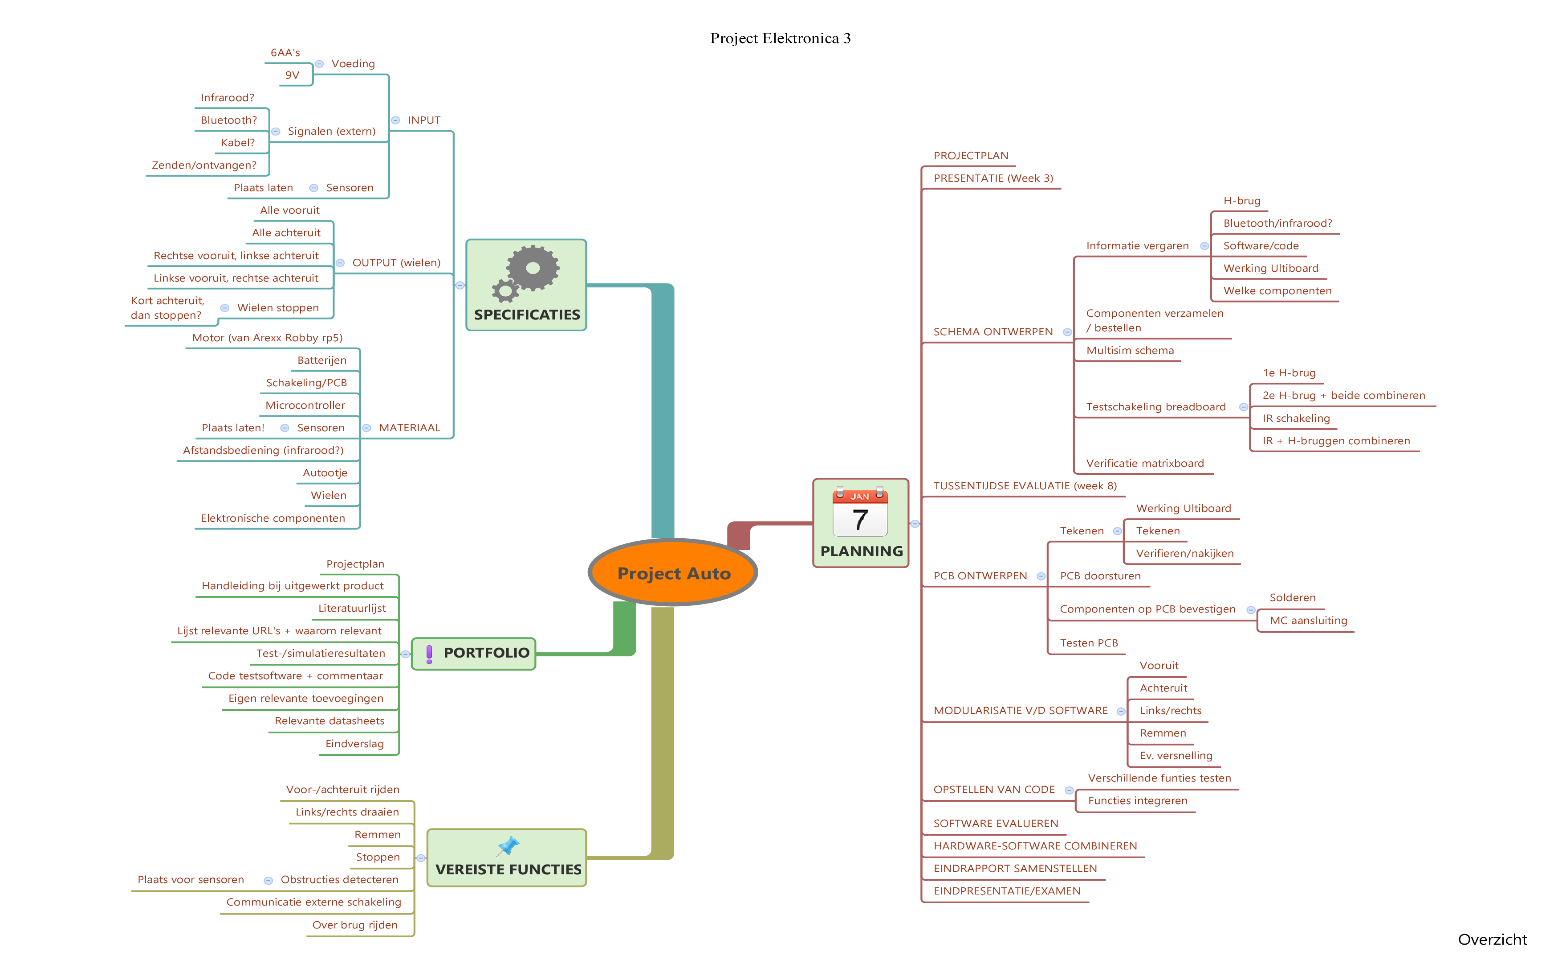 Project Elektronica 3
6AA's
Voeding
9V
Infrarood?
Bluetooth?
INPUT
Signalen (extern)
Kabel?
Zenden/ontvangen?
Plaats laten
Sensoren
Alle vooruit
Alle achteruit
Rechtse vooruit, linkse achteruit
OUTPUT (wielen)
Linkse vooruit, rechtse achteruit
Kort achteruit,
dan stoppen?
Wielen stoppen
SPECIFICATIES
Motor (van Arexx Robby rp5)
Batterijen
Schakeling/PCB
Microcontroller
Plaats laten!
Sensoren
MATERIAAL
Afstandsbediening (infrarood?)
Autootje
Wielen
Elektronische componenten
Project Auto
Projectplan
Handleiding bij uitgewerkt product
Literatuurlijst
Lijst relevante URL's + waarom relevant
Test-/simulatieresultaten
PORTFOLIO
Code testsoftware + commentaar
Eigen relevante toevoegingen
Relevante datasheets
Eindverslag
Voor-/achteruit rijden
Links/rechts draaien
Remmen
Stoppen
VEREISTE FUNCTIES
Plaats voor sensoren
Obstructies detecteren
Communicatie externe schakeling
Over brug rijden
JAN
7
PLANNING
PROJECTPLAN
PRESENTATIE (Week 3)
H-brug
Bluetooth/infrarood?
Informatie vergaren
Software/code
Werking Ultiboard
Welke componenten
Componenten verzamelen
/ bestellen
SCHEMA ONTWERPEN
Multisim schema
1e H-brug
2e H-brug + beide combineren
Testschakeling breadboard
IR schakeling
IR + H-bruggen combineren
Verificatie matrixboard
TUSSENTIJDSE EVALUATIE (week 8)
Werking Ultiboard
Tekenen
Tekenen
Verifieren/nakijken
PCB ONTWERPEN
PCB doorsturen
Solderen
Componenten op PCB bevestigen
MC aansluiting
Testen PCB
Vooruit
Achteruit
MODULARISATIE V/D SOFTWARE
Links/rechts
Remmen
Ev. versnelling
Verschillende funties testen
OPSTELLEN VAN CODE
Functies integreren
SOFTWARE EVALUEREN
HARDWARE-SOFTWARE COMBINEREN
EINDRAPPORT SAMENSTELLEN
EINDPRESENTATIE/EXAMEN
Overzicht